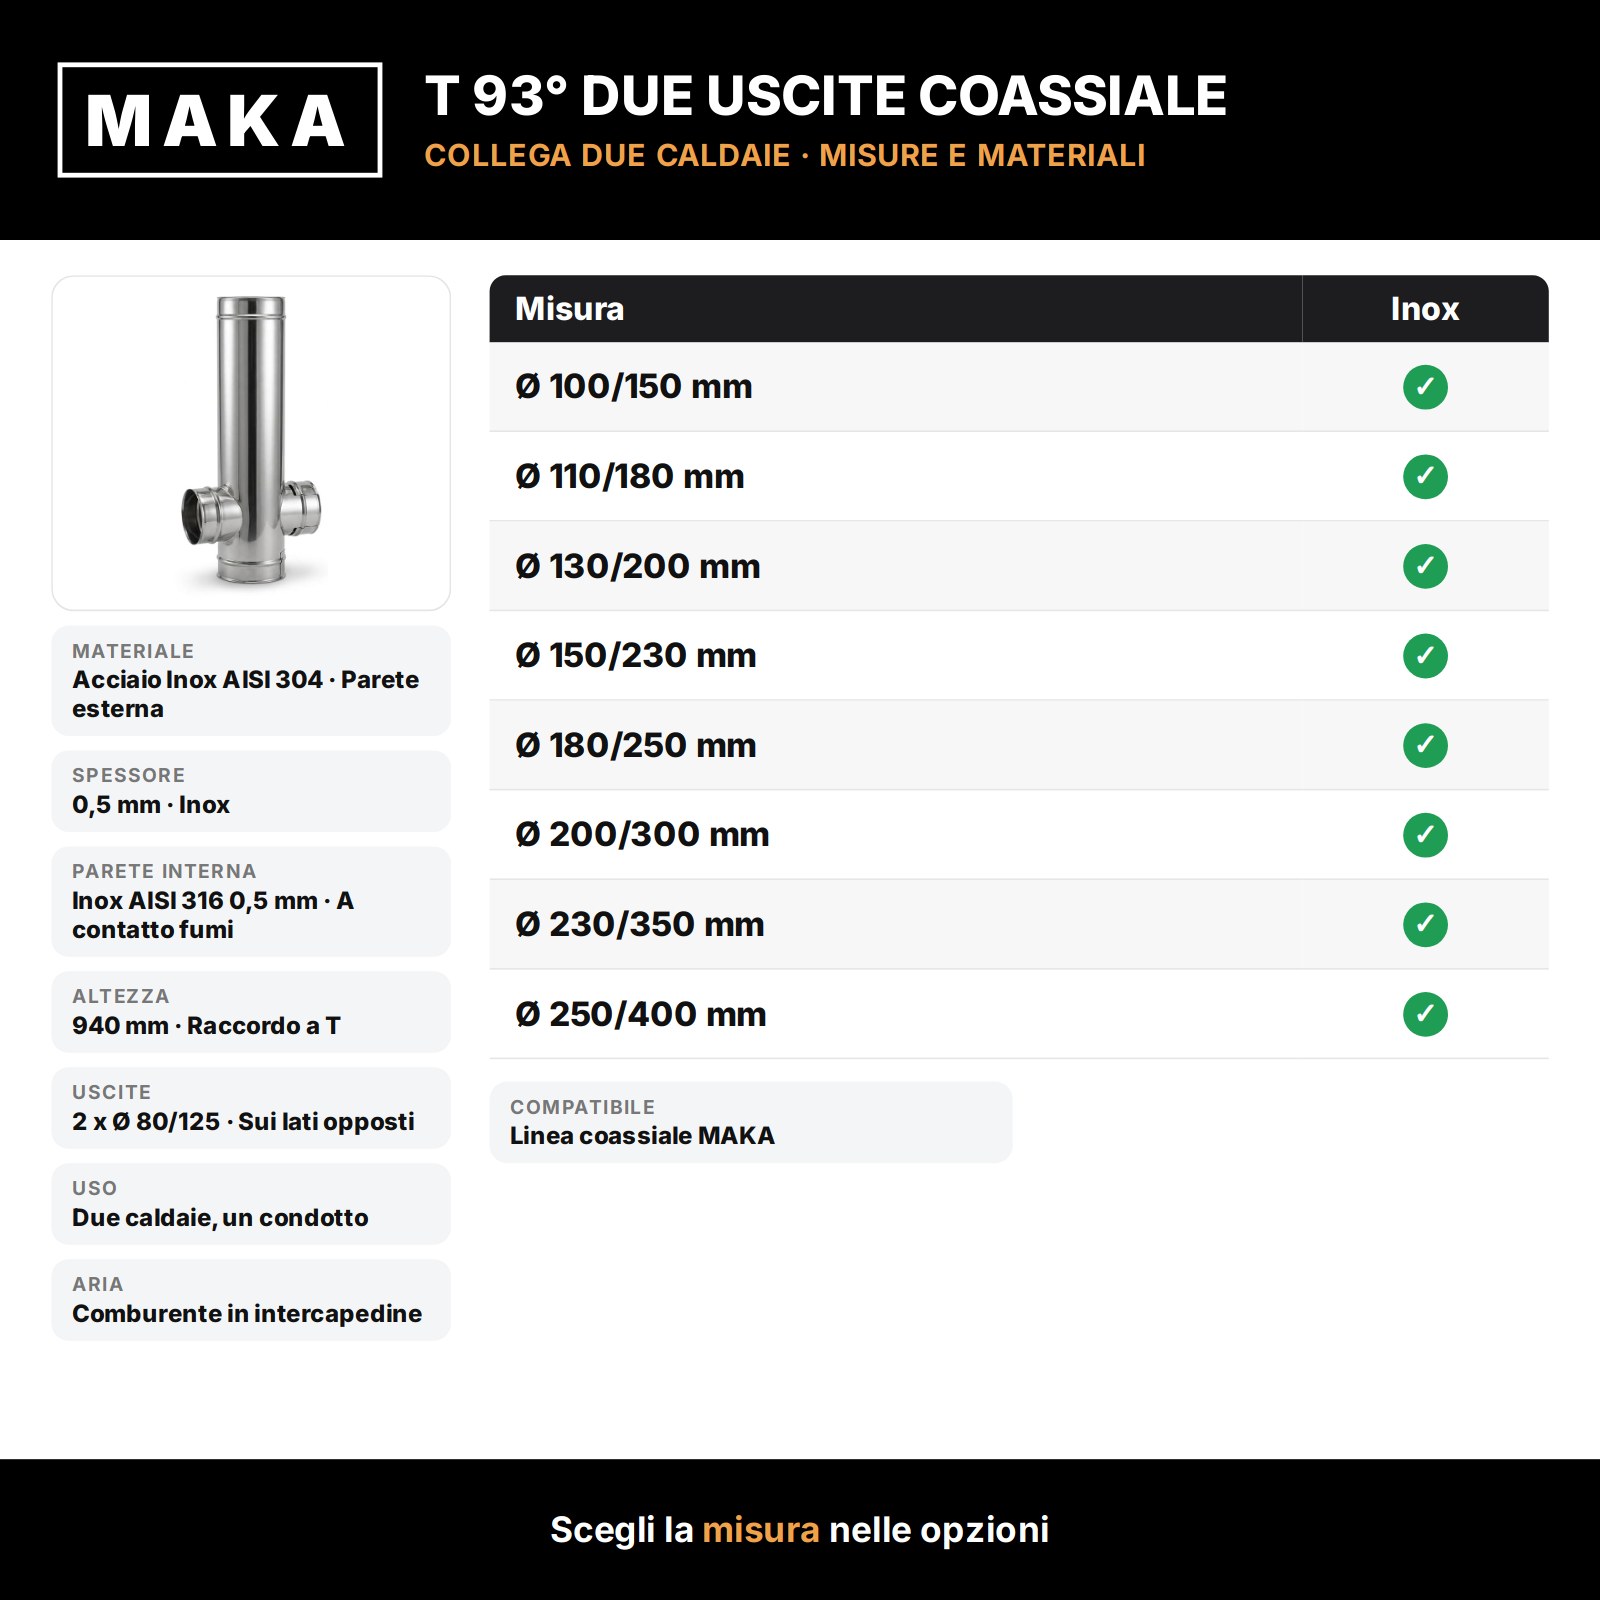 MAKA
T 93° DUE USCITE COASSIALE
COLLEGA DUE CALDAIE · MISURE E MATERIALI
MATERIALE
Acciaio Inox AISI 304 · Parete
esterna
SPESSORE
0,5 mm · Inox
PARETE INTERNA
Inox AISI 316 0,5 mm · A
contatto fumi
ALTEZZA
940 mm · Raccordo a T
USCITE
2 x Ø 80/125 · Sui lati opposti
USO
Due caldaie, un condotto
ARIA
Comburente in intercapedine
Misura Inox
Ø 100/150 mm ✓
Ø 110/180 mm ✓
Ø 130/200 mm ✓
Ø 150/230 mm ✓
Ø 180/250 mm ✓
Ø 200/300 mm ✓
Ø 230/350 mm ✓
Ø 250/400 mm ✓
COMPATIBILE
Linea coassiale MAKA
Scegli la misura nelle opzioni